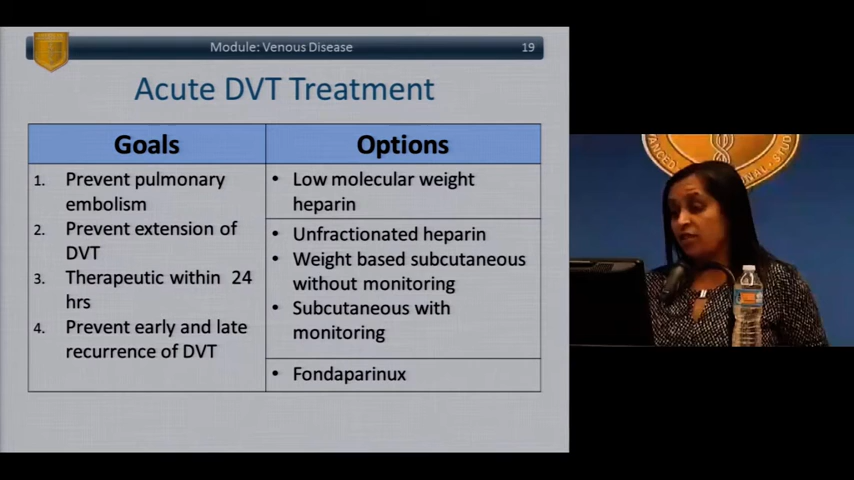 Module: Venous Disease
19
Acute DVT Treatment
Goals
Options
1. Prevent pulmonary
embolism
2. Prevent extension of
DVT
3. Therapeutic within 24
hrs
4. Prevent early and late
recurrence of DVT
• Low molecular weight
heparin
• Unfractionated heparin
• Weight based subcutaneous
without monitoring
• Subcutaneous with
monitoring
• Fondaparinux